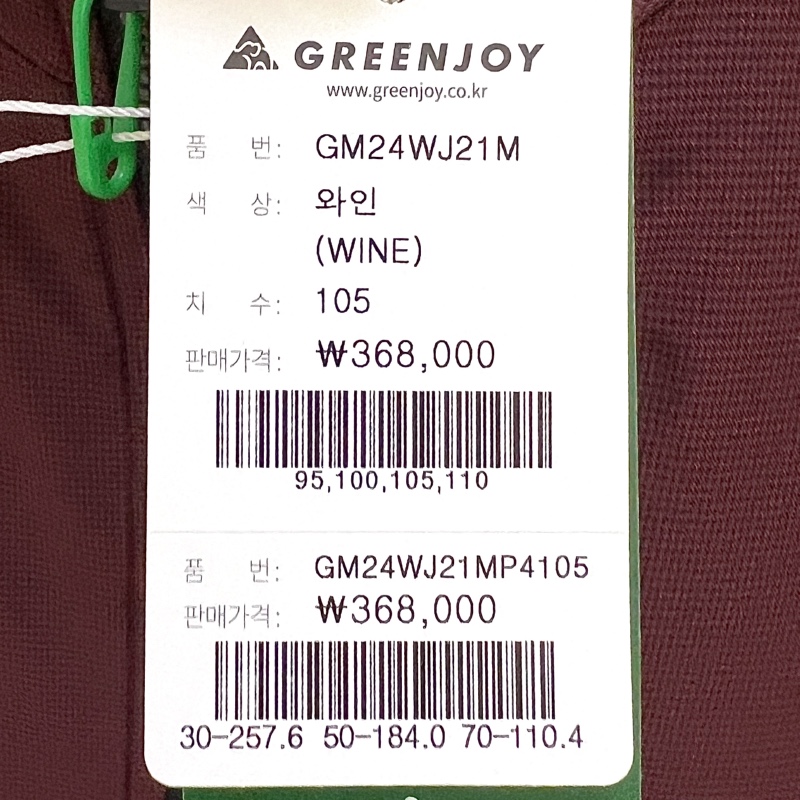 GREENJOY
www.greenjoy.co.kr
품 번: GM24WJ21M
색 상: 와인
(WINE)
치 수: 105
판매가격: ₩368,000
95,100,105,110
품 번: GM24WJ21MP4105
판매가격: ₩368,000
30-257.6 50-184.0 70-110.4